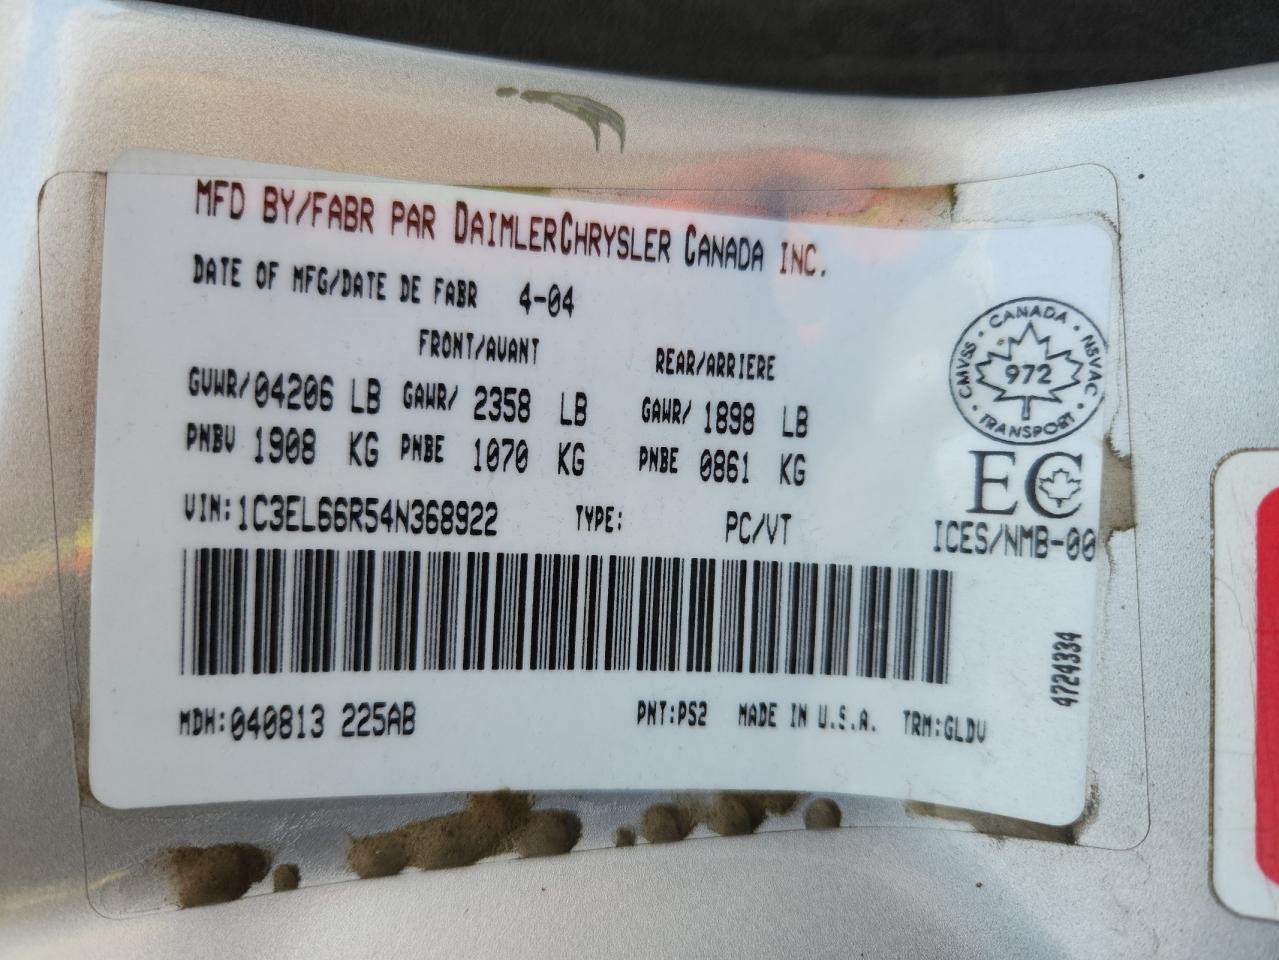 MFD BY/FABR PAR DAIMLERCHRYSLER CANADA INC.
DATE OF MFG/DATE DE FABR 4-04
FRONT/AVANT REAR/ARRIERE
GVWR/04206 LB GAWR/ 2358 LB GAWR/ 1898 LB
PNBV 1908 KG PNBE 1070 KG PNBE 0861 KG
VIN:1C3EL66R54N368922 TYPE: PC/VT
CANADA · NSVAC · TRANSPORT · CMVSS ·
972
EC
ICES/NMB-00
4724334
MDH:040813 225AB PNT:PS2 MADE IN U.S.A. TRM:GLDV